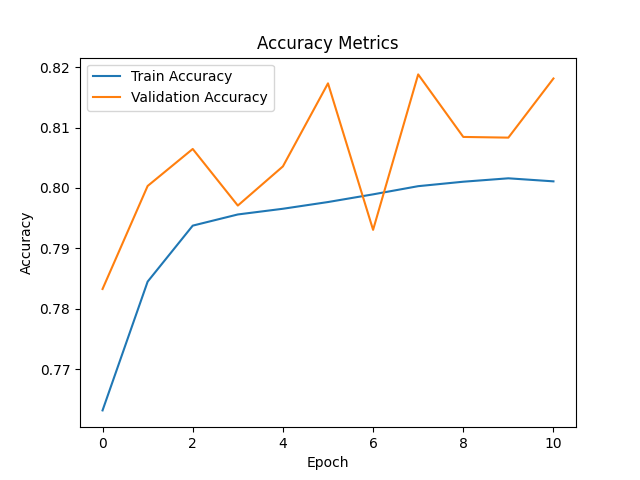 Accuracy Metrics
Train Accuracy
Validation Accuracy
0.82
0.81
0.80
0.79
0.78
0.77
Accuracy
0 2 4 6 8 10
Epoch